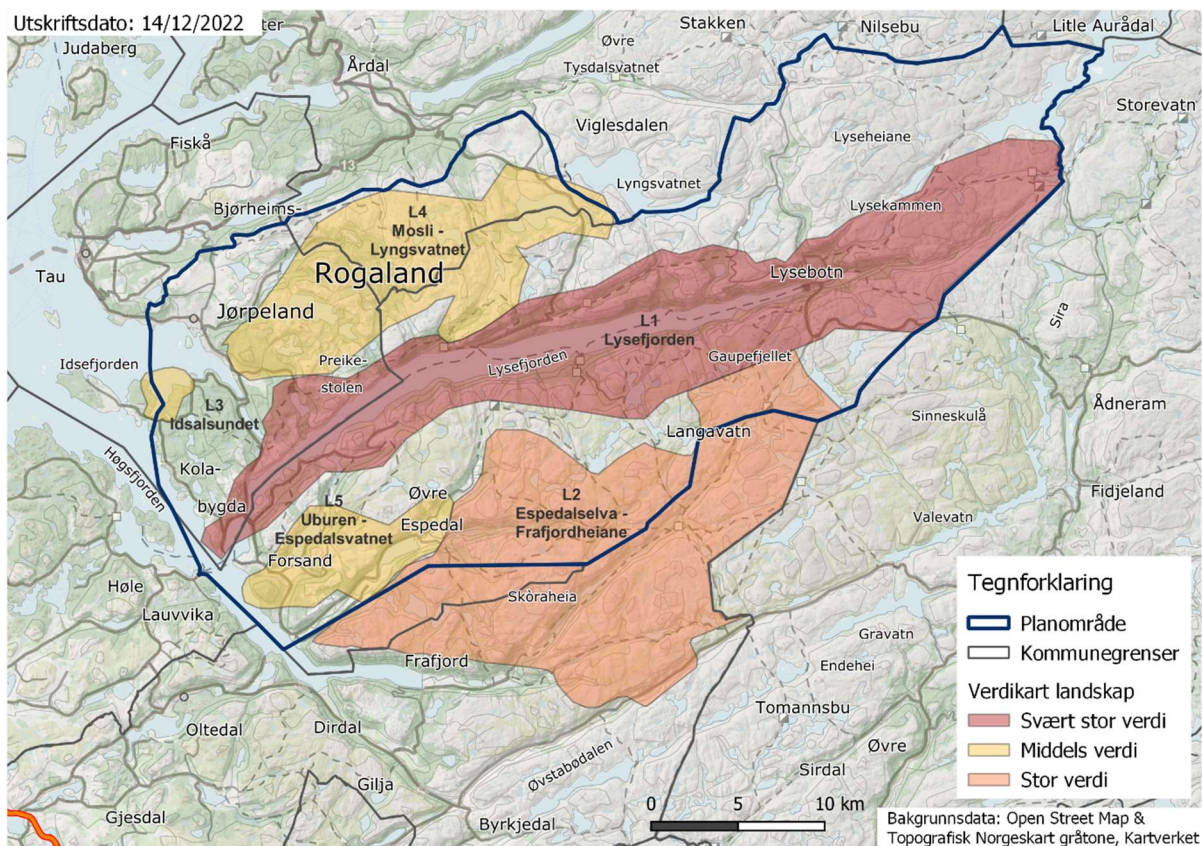 Utskriftsdato: 14/12/2022
Judaberg
Årdal
Øvre
Tysdalsvatnet
Stakken
Nilsebu
Litle Aurådal
Storevatn
Fiskå
13
Viglesdalen
Lyseheiane
Bjørheims-
Lyngsvatnet
Lysekammen
L4
Mosli -
Lyngsvatnet
Tau
Rogaland
Lysebotn
Jørpeland
Sira
L1
Lysefjorden
Idsefjorden
Preike-
stolen
Lysefjorden
Gaupefjellet
L3
Idsalsundet
Ådneram
Sinneskulå
Langavatn
Høgsfjorden
Kola-
bygda
L5
Uburen -
Espedalsvatnet
Øvre
Espedal
L2
Espedalselva -
Frafjordheiane
Fidjeland
Valevatn
Forsand
Høle
Lauvvika
Skòraheia
Frafjord
Gravatn
Endehei
Oltedal
Dirdal
Tomannsbu
Øvstabødalen
Øvre
Sirdal
Gilja
Gjesdal
Byrkjedal
Tegnforklaring
Planområde
Kommunegrenser
Verdikart landskap
Svært stor verdi
Middels verdi
Stor verdi
0 5 10 km
Bakgrunnsdata: Open Street Map &
Topografisk Norgeskart gråtone, Kartverket